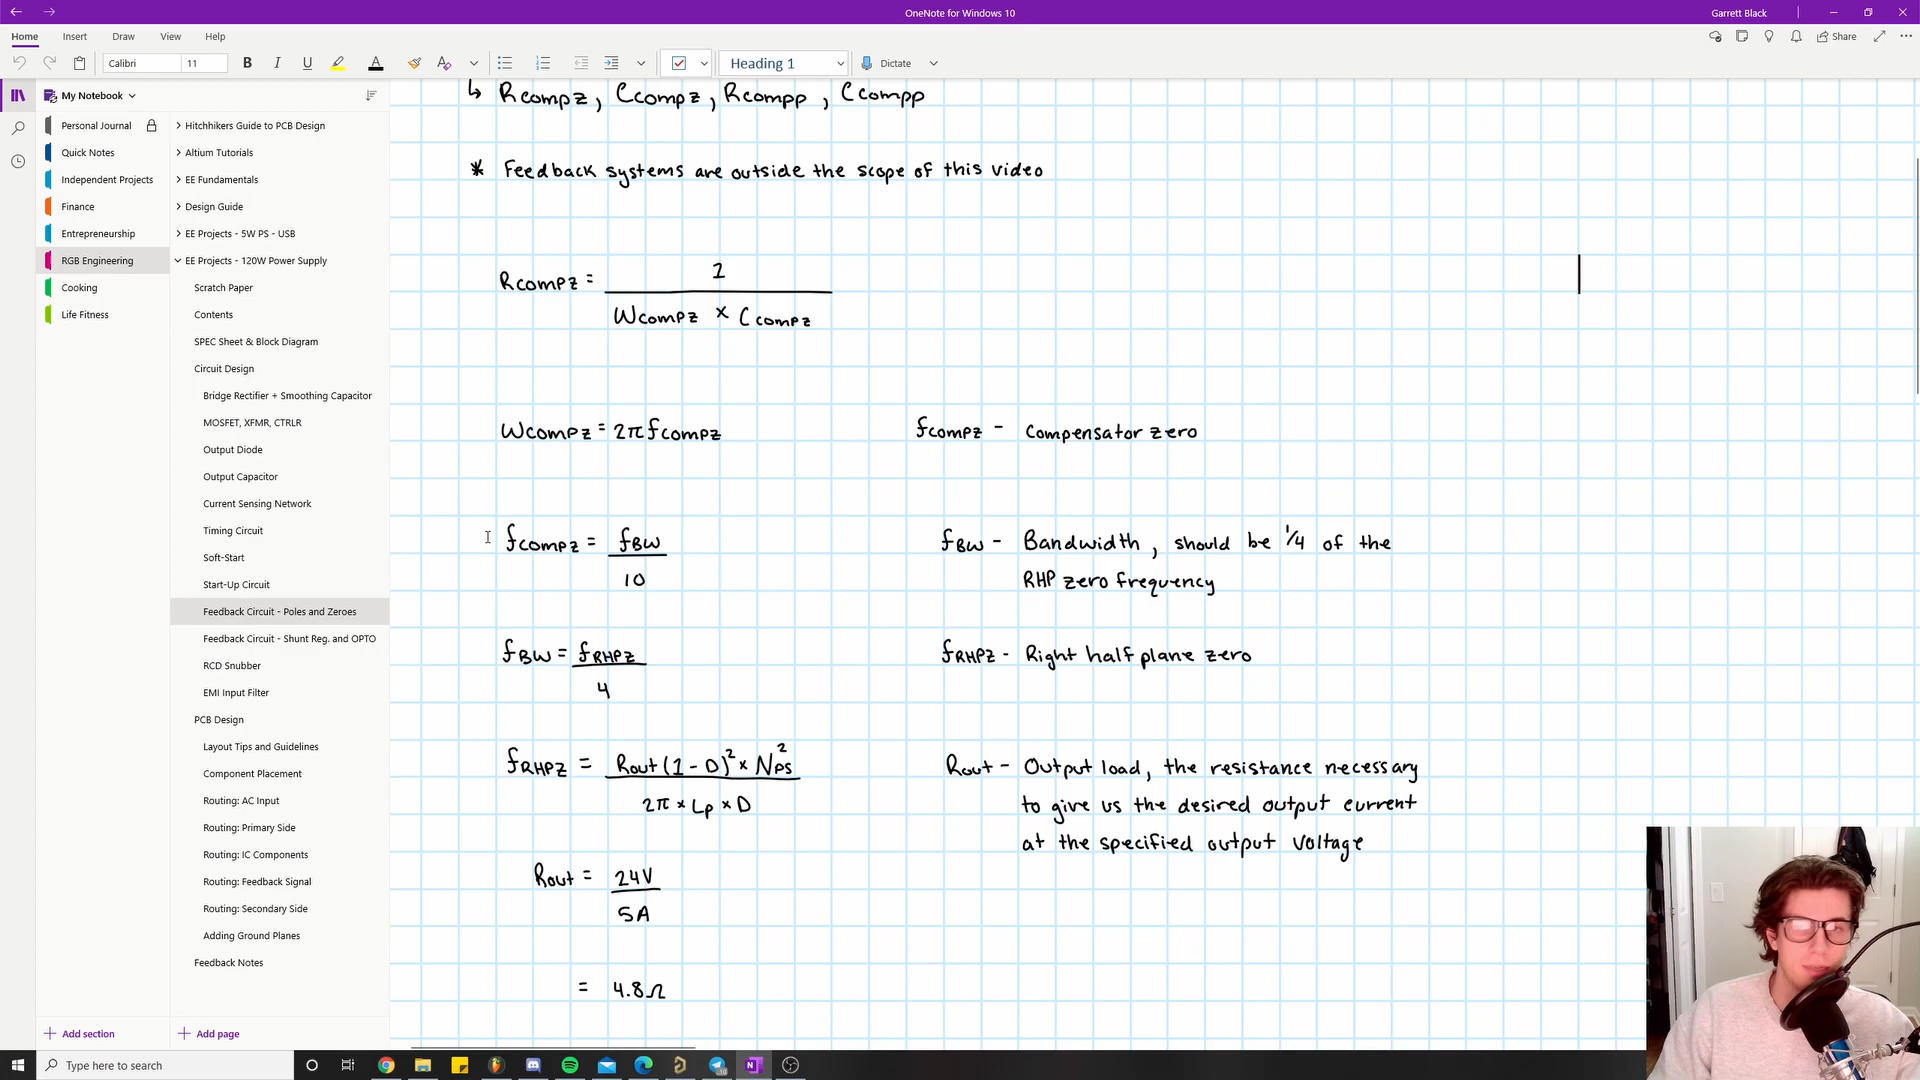 OneNote for Windows 10
Garrett Black
Home
Insert
Draw
View
Help
Share
Calibri
11
B
I
U
A
Heading 1
Dictate
My Notebook
Personal Journal
Quick Notes
Independent Projects
Finance
Entrepreneurship
RGB Engineering
Cooking
Life Fitness
Add section
Hitchhikers Guide to PCB Design
Altium Tutorials
EE Fundamentals
Design Guide
EE Projects - 5W PS - USB
EE Projects - 120W Power Supply
Scratch Paper
Contents
SPEC Sheet & Block Diagram
Circuit Design
Bridge Rectifier + Smoothing Capacitor
MOSFET, XFMR, CTRLR
Output Diode
Output Capacitor
Current Sensing Network
Timing Circuit
Soft-Start
Start-Up Circuit
Feedback Circuit - Poles and Zeroes
Feedback Circuit - Shunt Reg. and OPTO
RCD Snubber
EMI Input Filter
PCB Design
Layout Tips and Guidelines
Component Placement
Routing: AC Input
Routing: Primary Side
Routing: IC Components
Routing: Feedback Signal
Routing: Secondary Side
Adding Ground Planes
Feedback Notes
Add page
↳ Rcompz, Ccompz, Rcompp, Ccompp
* Feedback systems are outside the scope of this video
Rcompz = 1
Wcompz × Ccompz
Wcompz = 2πfcompz
fcompz - Compensator zero
fcompz = fBW
10
fBW - Bandwidth, should be 1/4 of the
RHP zero frequency
fBW = fRHPZ
4
fRHPZ - Right half plane zero
fRHPZ = Rout(1-D)² × NPS²
2π × Lp × D
Rout - Output load, the resistance necessary
to give us the desired output current
at the specified output voltage
Rout = 24V
5A
= 4.8Ω
Type here to search